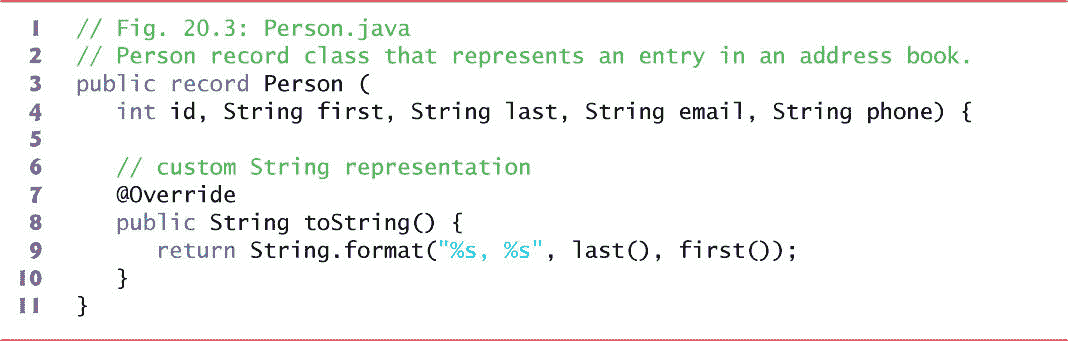 1 // Fig. 20.3: Person.java
2 // Person record class that represents an entry in an address book.
3 public record Person (
4 int id, String first, String last, String email, String phone) {
5
6 // custom String representation
7 @Override
8 public String toString() {
9 return String.format("%s, %s", last(), first());
10 }
11 }